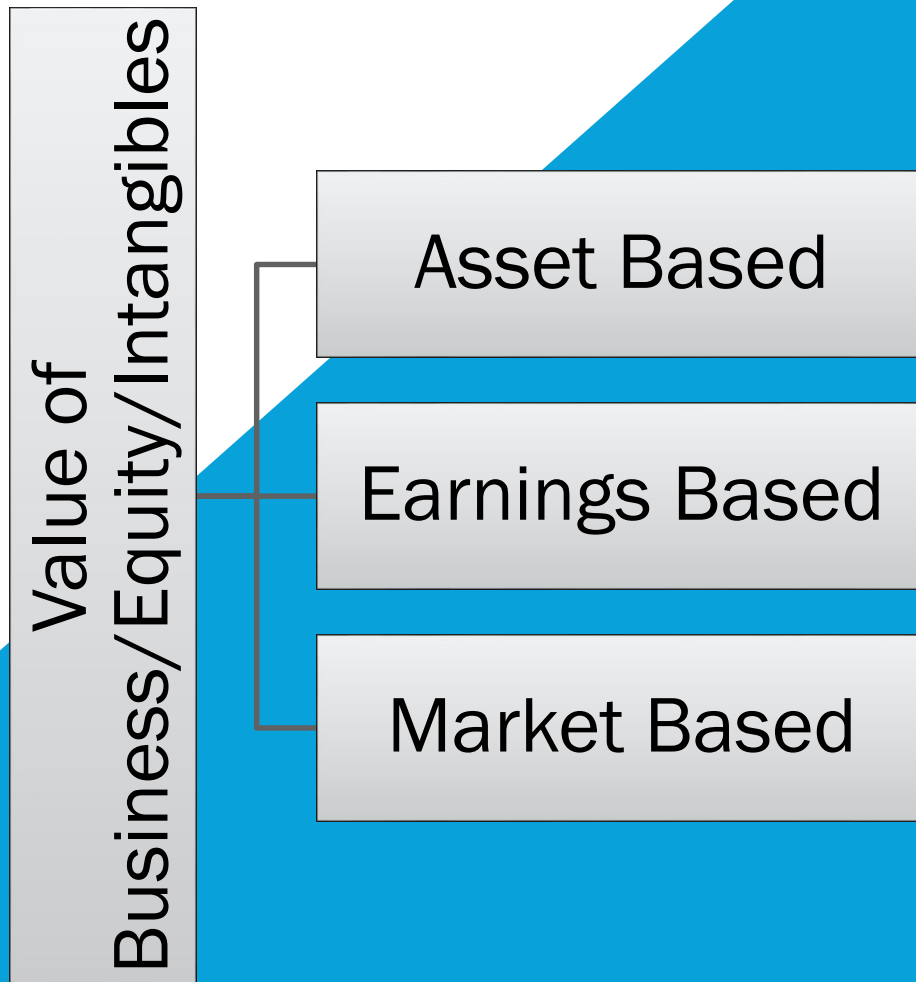 Value of
Business/Equity/Intangibles
Asset Based
Earnings Based
Market Based